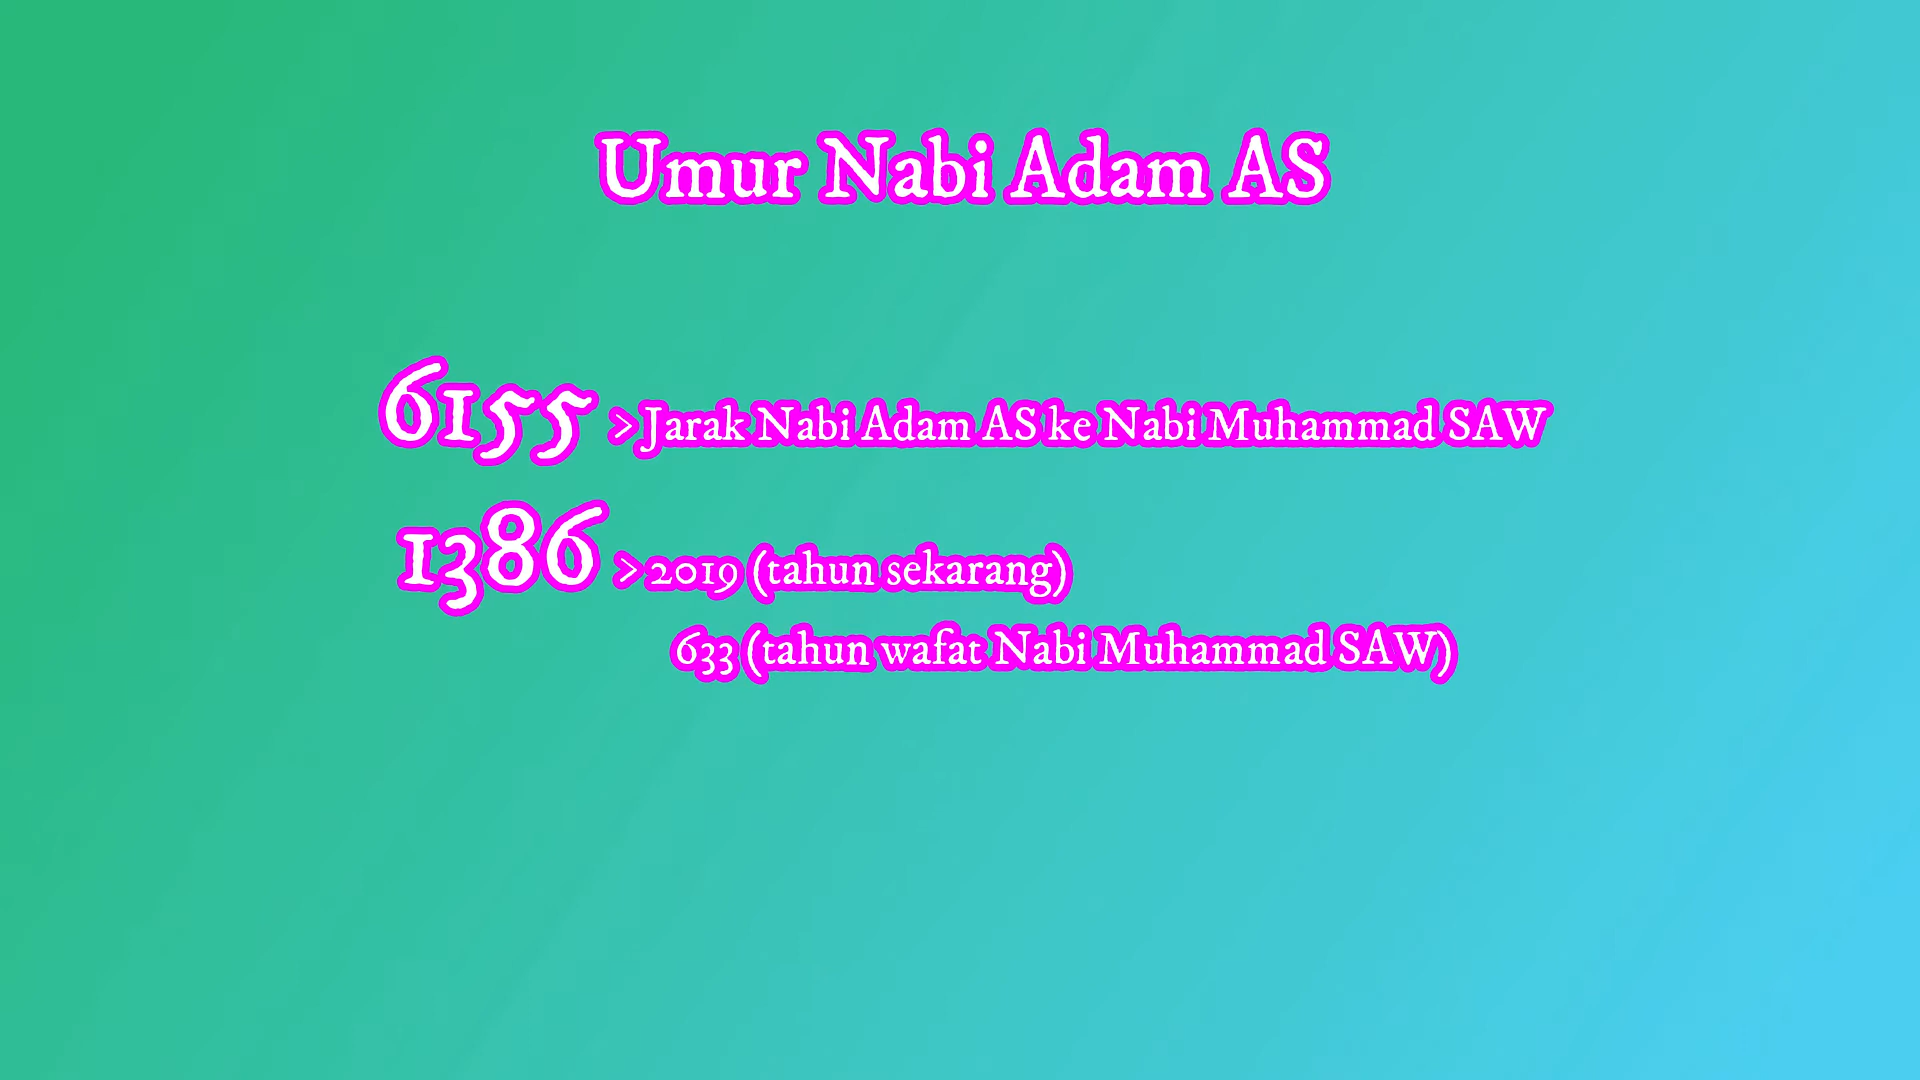 Umur Nabi Adam AS
6155 > Jarak Nabi Adam AS ke Nabi Muhammad SAW
1386 > 2019 (tahun sekarang)
633 (tahun wafat Nabi Muhammad SAW)